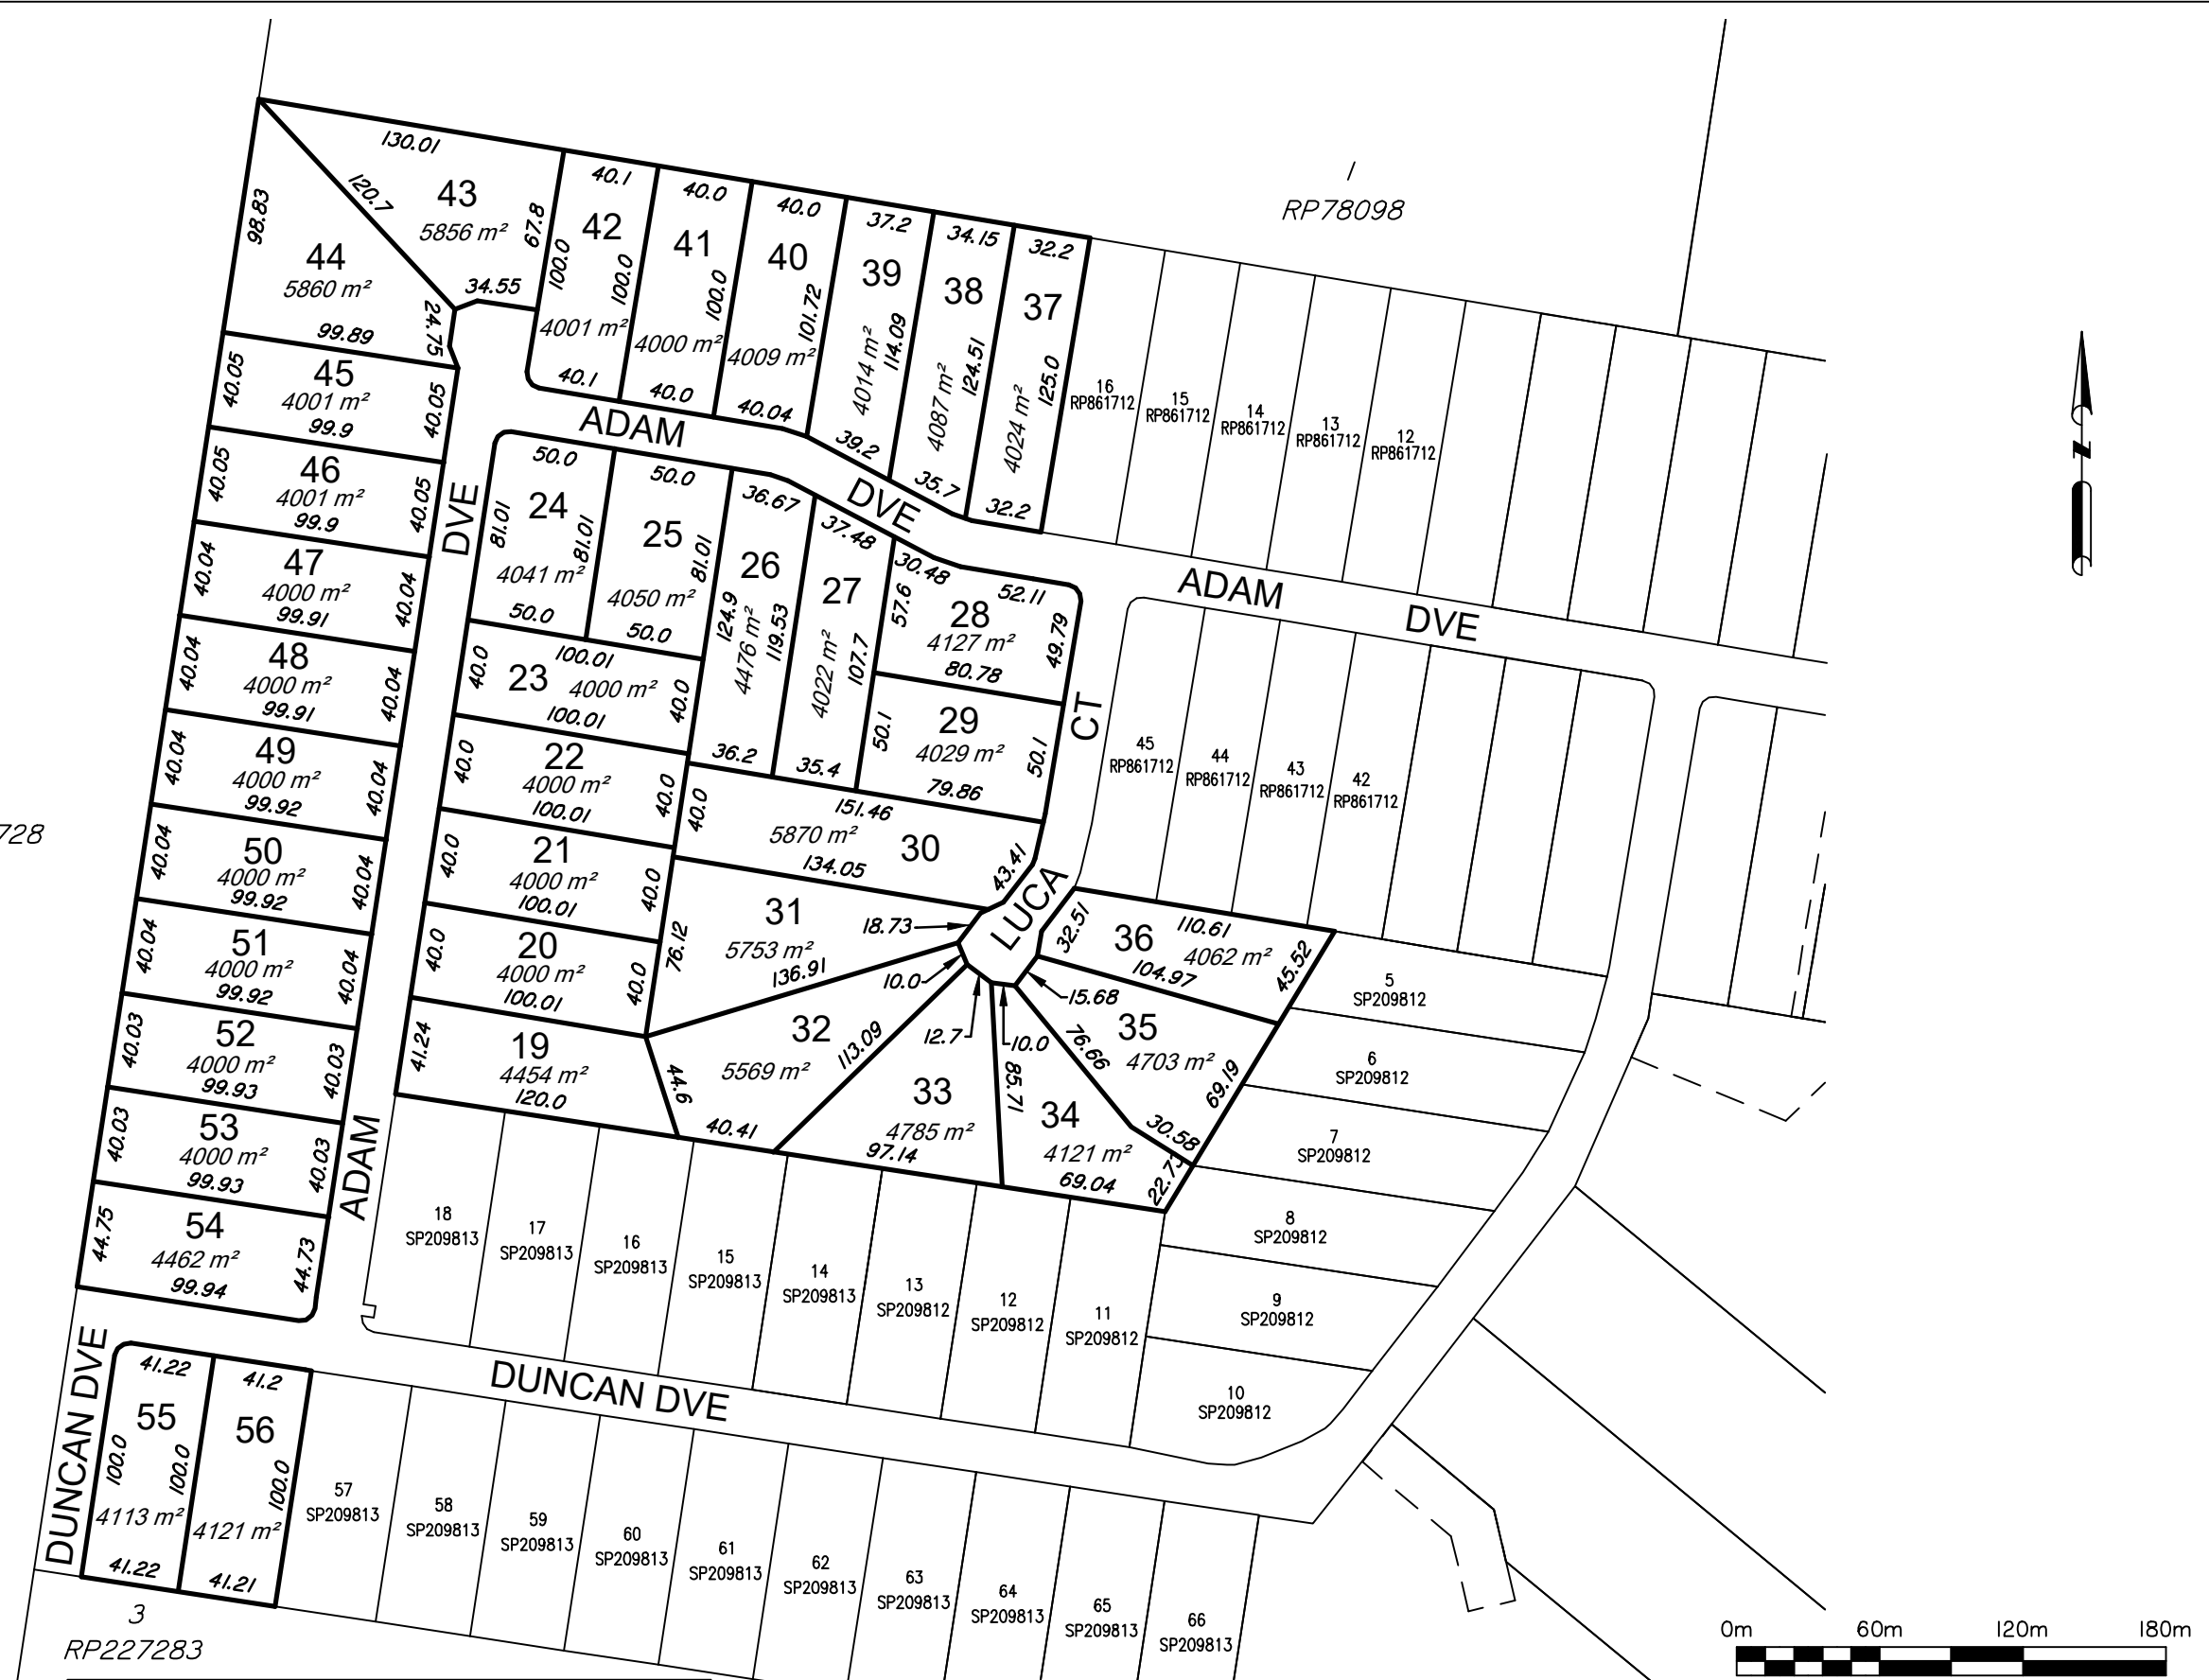 130.01
120.7
98.83
43
5856 m²
67.8
34.55
44
5860 m²
99.89
24.75
40.1
42
100.0
100.0
4001 m²
40.1
40.0
41
100.0
4000 m²
40.0
40.0
40
101.72
4009 m²
40.04
37.2
39
4014 m²
114.09
39.2
34.15
38
4087 m²
124.51
35.7
32.2
37
4024 m²
125.0
32.2
1
RP78098
16
RP861712
15
RP861712
14
RP861712
13
RP861712
12
RP861712
N
40.05
45
4001 m²
99.9
40.05
40.05
46
4001 m²
99.9
40.05
40.04
47
4000 m²
99.91
40.04
40.04
48
4000 m²
99.91
40.04
40.04
49
4000 m²
99.92
40.04
40.04
50
4000 m²
99.92
40.04
40.04
51
4000 m²
99.92
40.04
40.03
52
4000 m²
99.93
40.03
40.03
53
4000 m²
99.93
40.03
44.75
54
4462 m²
99.94
44.73
728
ADAM
DVE
DVE
ADAM
ADAM
DVE
CT
LUCA
50.0
24
81.01
81.01
4041 m²
50.0
50.0
25
81.01
4050 m²
50.0
36.67
26
124.9
4476 m²
119.53
36.2
37.48
27
4022 m²
107.7
35.4
30.48
52.11
57.6
28
4127 m²
49.79
80.78
29
50.1
4029 m²
50.1
79.86
100.01
40.0
23
4000 m²
40.0
100.01
40.0
22
4000 m²
40.0
100.01
40.0
21
4000 m²
40.0
100.01
40.0
20
4000 m²
40.0
100.01
41.24
19
4454 m²
120.0
40.0
151.46
5870 m²
30
134.05
43.41
31
5753 m²
76.12
136.91
18.73
10.0
32
5569 m²
113.09
44.6
40.41
12.7
33
4785 m²
97.14
10.0
85.71
34
4121 m²
69.04
22.73
15.68
76.66
35
4703 m²
69.19
30.58
32.51
110.61
36
4062 m²
104.97
45.52
45
RP861712
44
RP861712
43
RP861712
42
RP861712
5
SP209812
6
SP209812
7
SP209812
8
SP209812
9
SP209812
10
SP209812
18
SP209813
17
SP209813
16
SP209813
15
SP209813
14
SP209813
13
SP209812
12
SP209812
11
SP209812
DUNCAN DVE
DUNCAN DVE
41.22
55
100.0
100.0
4113 m²
41.22
41.2
56
100.0
4121 m²
41.21
57
SP209813
58
SP209813
59
SP209813
60
SP209813
61
SP209813
62
SP209813
63
SP209813
64
SP209813
65
SP209813
66
SP209813
3
RP227283
0m 60m 120m 180m